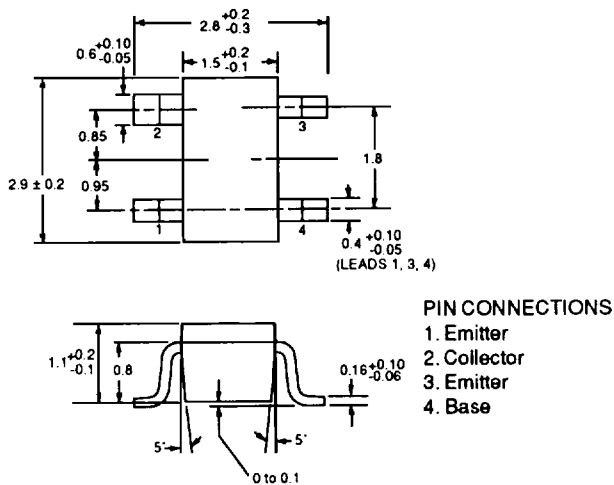 2.8 +0.2 -0.3
1.5 +0.2 -0.1
0.6 +0.10 -0.05
2
3
0.85
1.8
2.9 ± 0.2
0.95
1
4
0.4 +0.10 -0.05
(LEADS 1, 3, 4)
PIN CONNECTIONS
1. Emitter
2. Collector
3. Emitter
4. Base
1.1 +0.2 -0.1
0.8
0.16 +0.10 -0.06
5°
5°
0 to 0.1